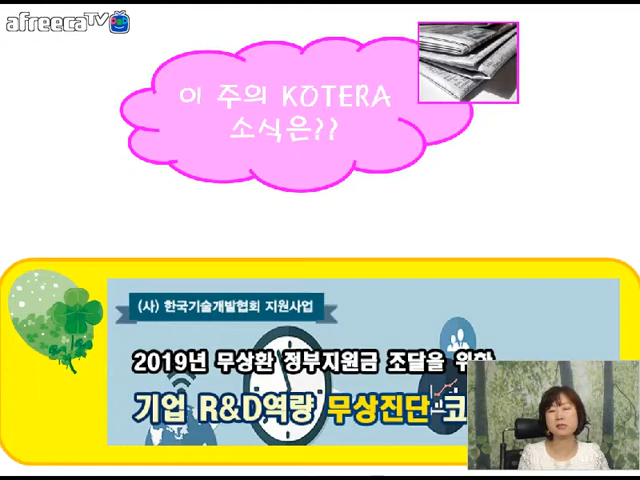 afreecaTV
이 주의 KOTERA
소식은??
(사) 한국기술개발협회 지원사업
2019년 무상환 정부지원금 조달을 위한
기업 R&D역량 무상진단 코